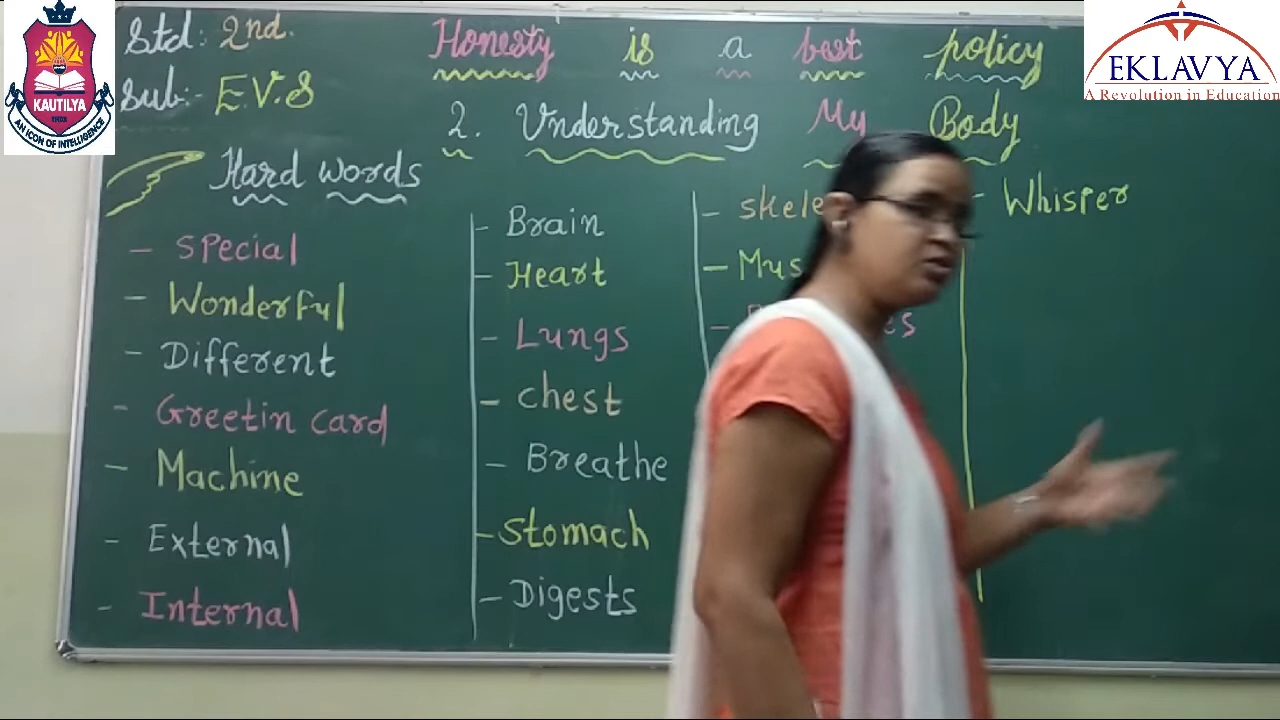 KAUTILYA
AN ICON OF INTELLIGENCE
EKLAVYA
A Revolution in Education
Std: 2nd.
Sub:- E.V.S
Honesty is a best policy
2. Understanding My Body
Hard words
- Special
- Wonderful
- Different
- Greetin card
- Machine
- External
- Internal
- Brain
- Heart
- Lungs
- Chest
- Breathe
- Stomach
- Digests
- Whisper